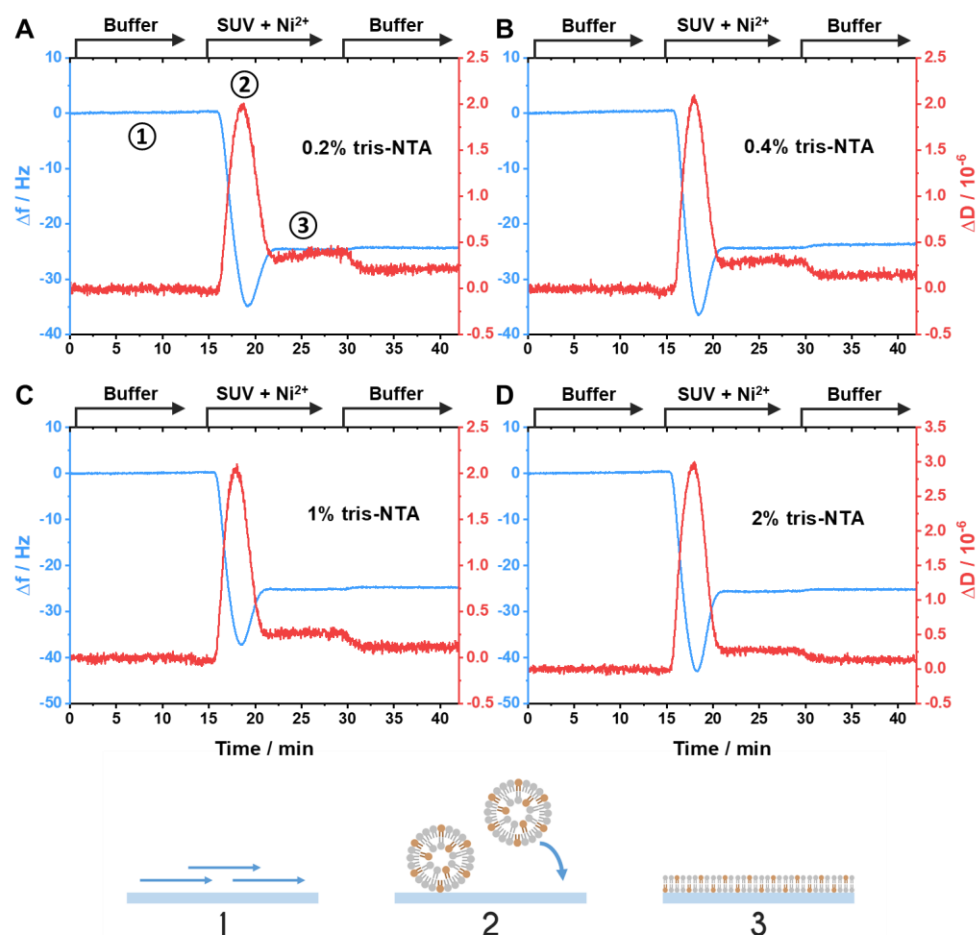 A
Buffer SUV + Ni²⁺ Buffer
B
Buffer SUV + Ni²⁺ Buffer
10
0
-10
-20
-30
-40
Δf / Hz
①
②
③
0.2% tris-NTA
2.5
2.0
1.5
1.0
0.5
0.0
-0.5
0 5 10 15 20 25 30 35 40
10
0
-10
-20
-30
-40
0.4% tris-NTA
2.5
2.0
1.5
1.0
0.5
0.0
-0.5
ΔD / 10⁻⁶
0 5 10 15 20 25 30 35 40
C
Buffer SUV + Ni²⁺ Buffer
D
Buffer SUV + Ni²⁺ Buffer
10
0
-10
-20
-30
-40
-50
Δf / Hz
1% tris-NTA
2.5
2.0
1.5
1.0
0.5
0.0
-0.5
0 5 10 15 20 25 30 35 40
Time / min
10
0
-10
-20
-30
-40
-50
2% tris-NTA
3.5
3.0
2.5
2.0
1.5
1.0
0.5
0.0
-0.5
ΔD / 10⁻⁶
0 5 10 15 20 25 30 35 40
Time / min
1
2
3